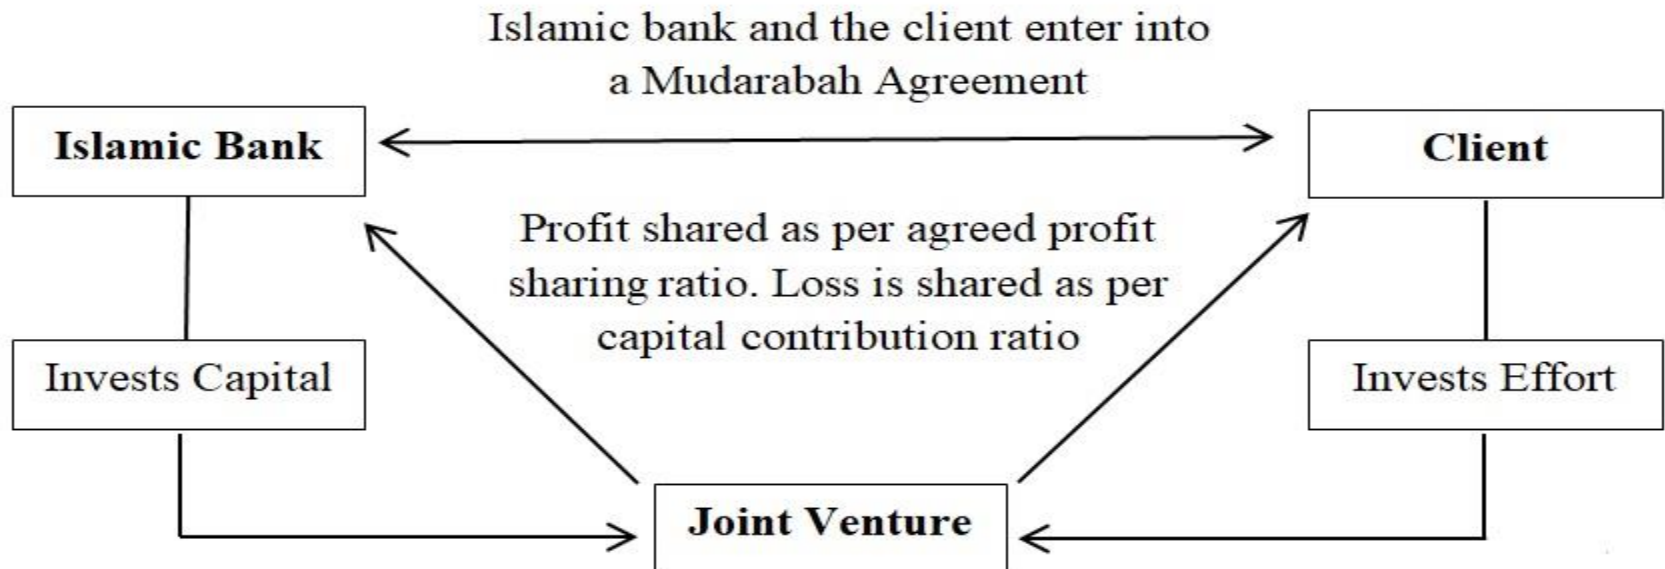 Islamic bank and the client enter into
a Mudarabah Agreement
Islamic Bank
Client
Profit shared as per agreed profit
sharing ratio. Loss is shared as per
capital contribution ratio
Invests Capital
Invests Effort
Joint Venture